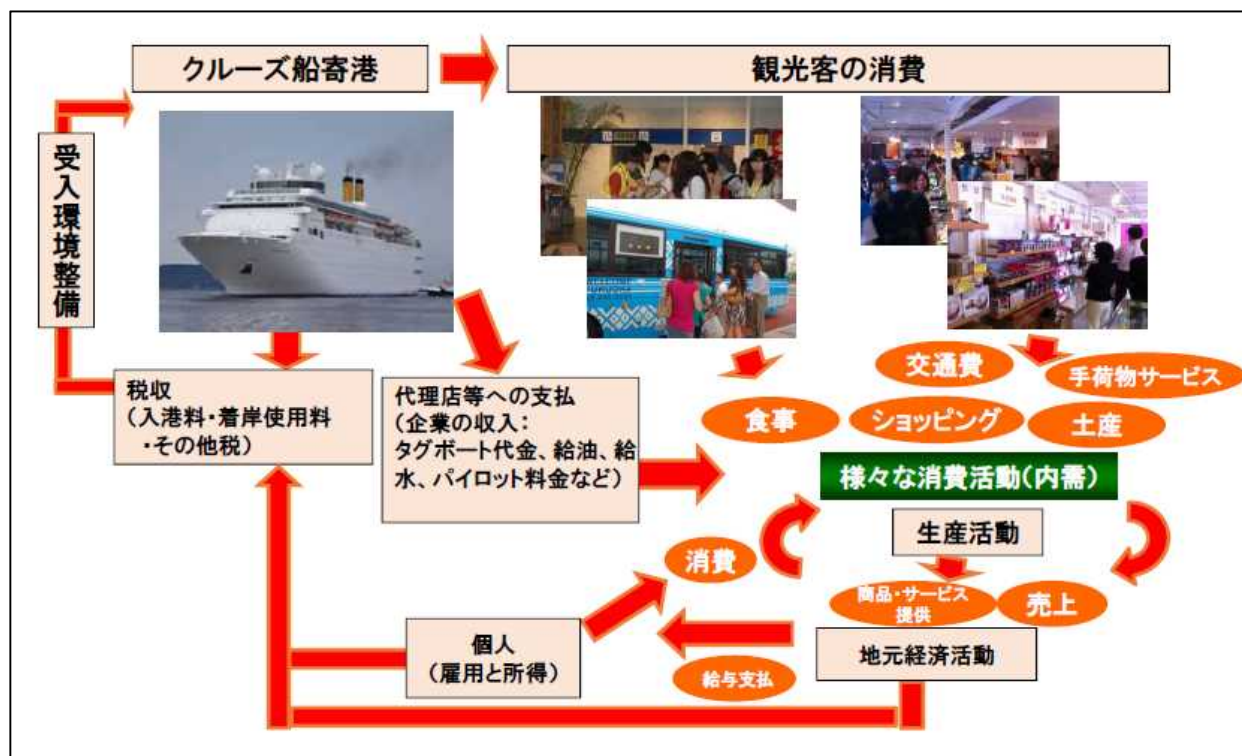 クルーズ船寄港
観光客の消費
受入環境整備
税収
(入港料・着岸使用料
・その他税)
代理店等への支払
(企業の収入:
タグボート代金、給油、給
水、パイロット料金など)
交通費
手荷物サービス
食事
ショッピング
土産
様々な消費活動(内需)
生産活動
消費
商品・サービス
提供
売上
個人
(雇用と所得)
給与支払
地元経済活動